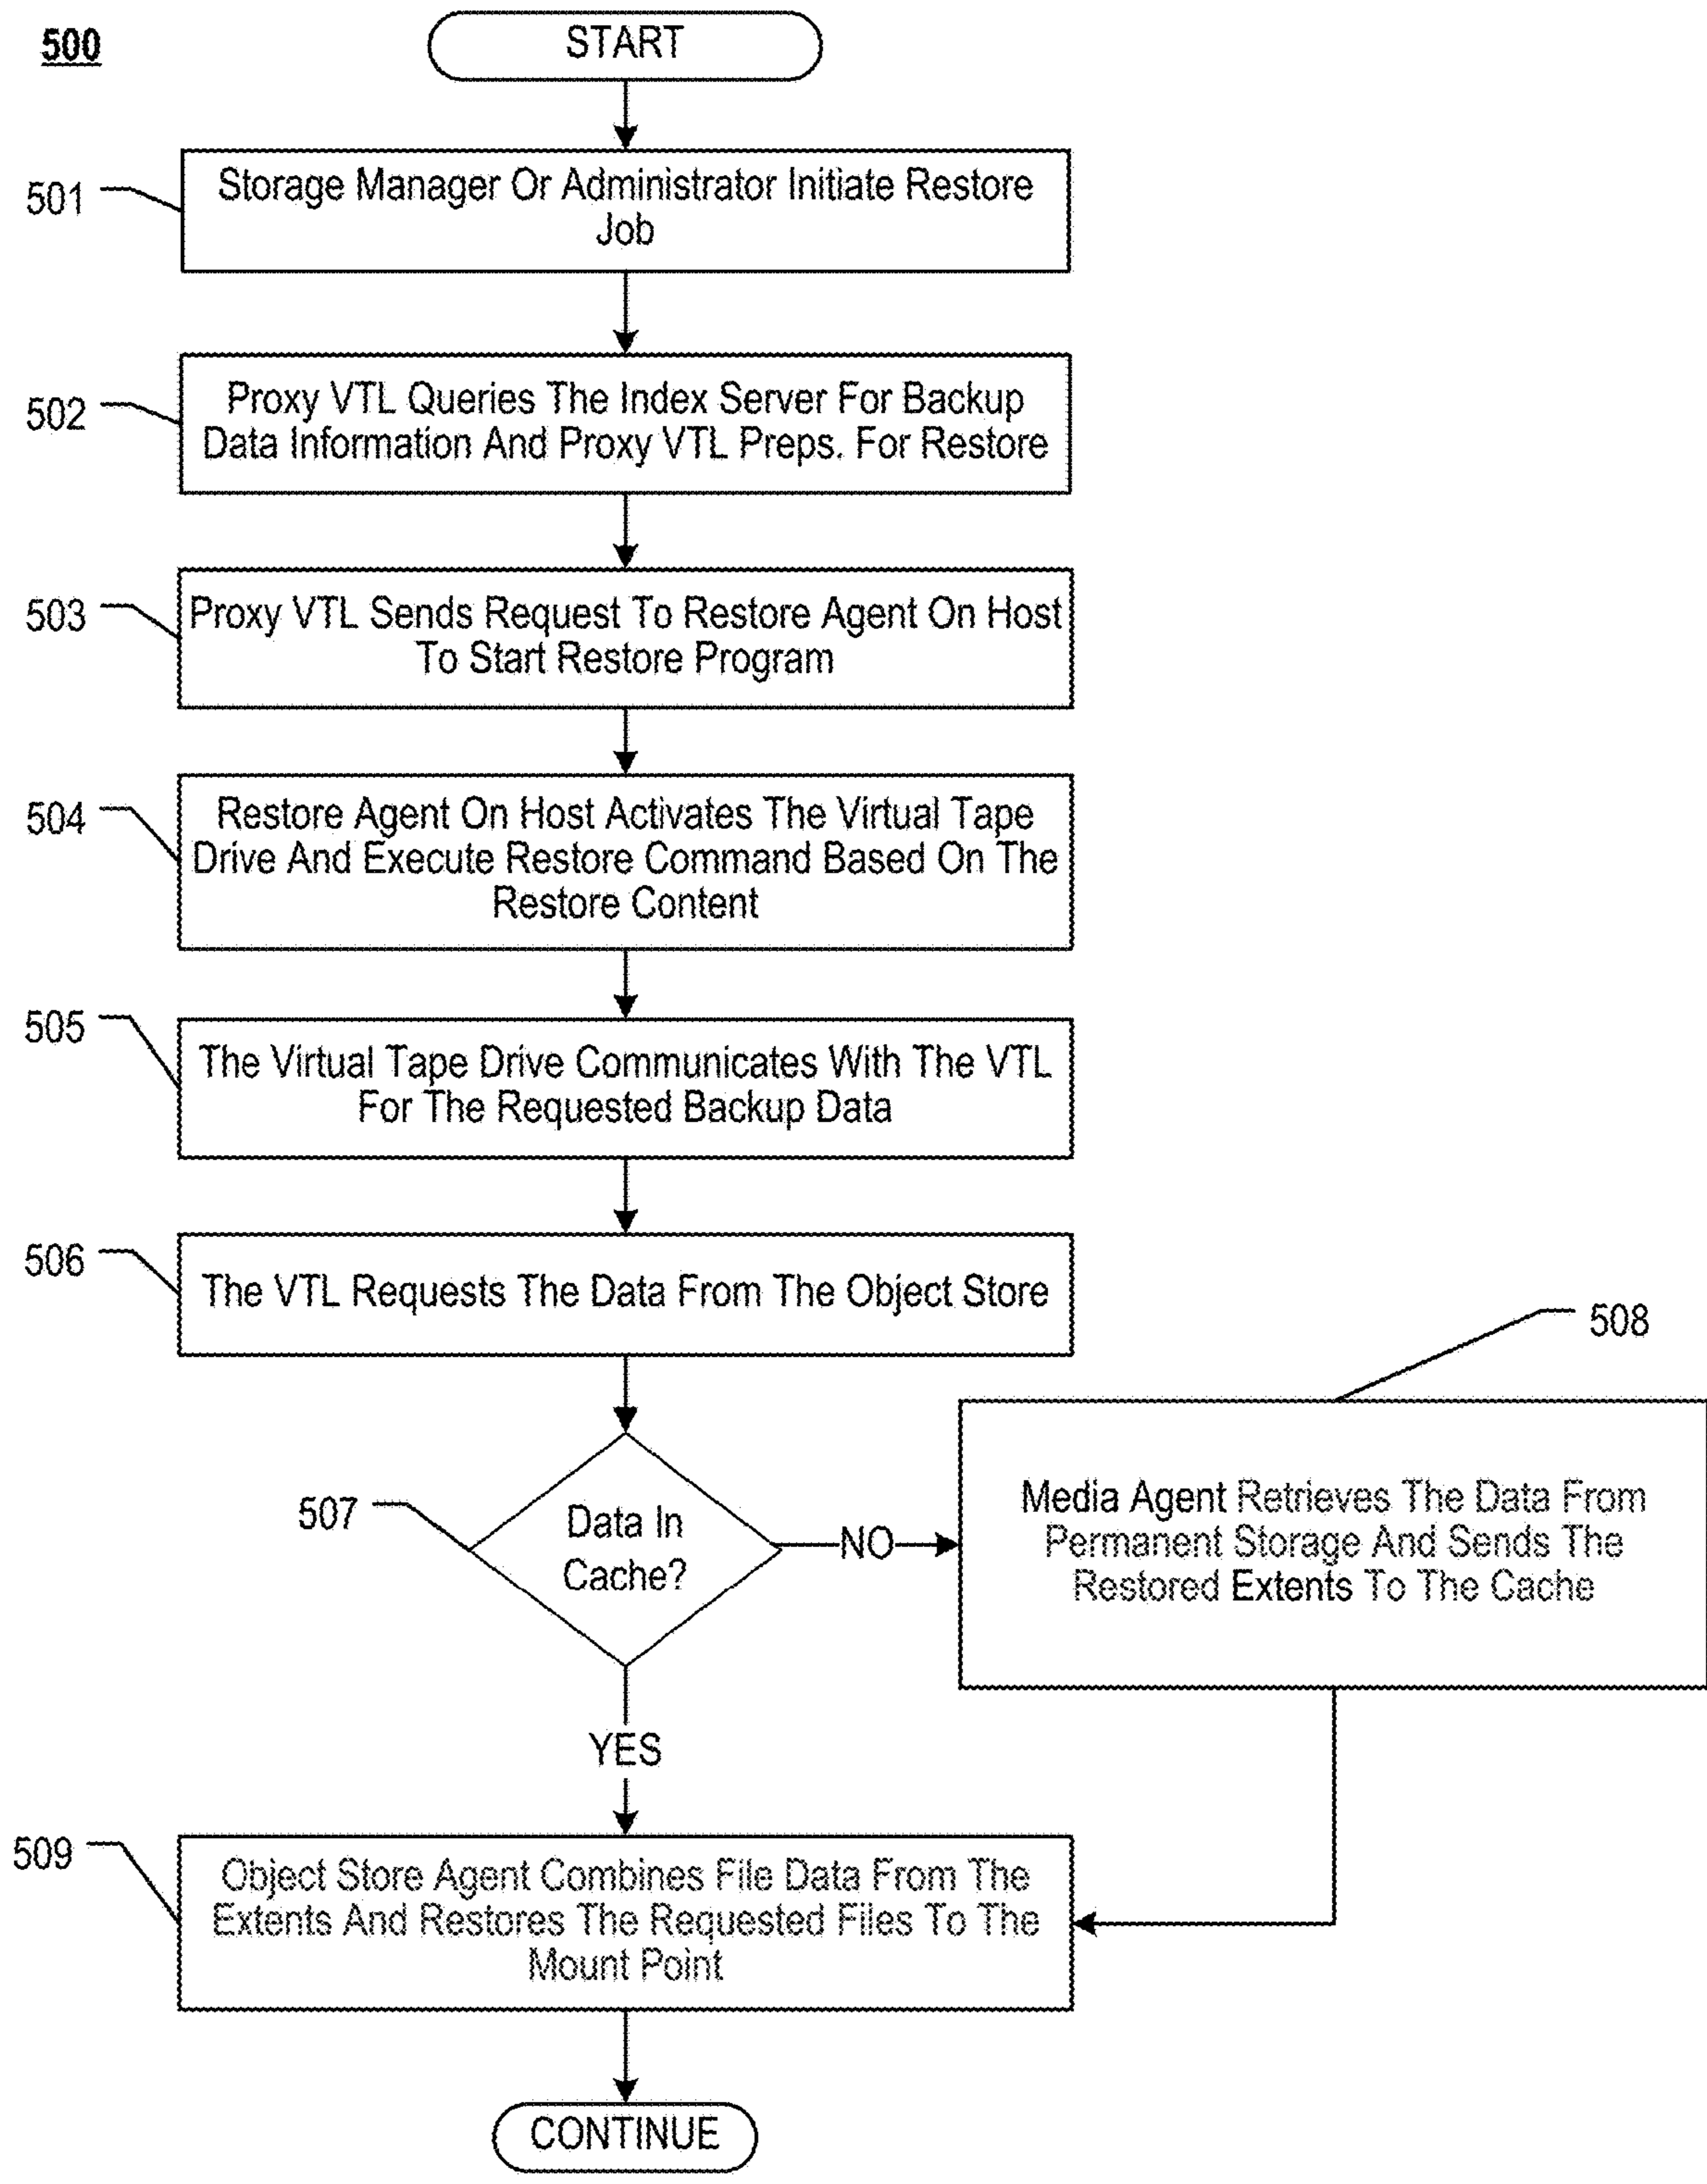 500
START
501
Storage Manager Or Administrator Initiate Restore
Job
502
Proxy VTL Queries The Index Server For Backup
Data Information And Proxy VTL Preps. For Restore
503
Proxy VTL Sends Request To Restore Agent On Host
To Start Restore Program
504
Restore Agent On Host Activates The Virtual Tape
Drive And Execute Restore Command Based On The
Restore Content
505
The Virtual Tape Drive Communicates With The VTL
For The Requested Backup Data
506
The VTL Requests The Data From The Object Store
507
Data In
Cache?
NO
508
Media Agent Retrieves The Data From
Permanent Storage And Sends The
Restored Extents To The Cache
YES
509
Object Store Agent Combines File Data From The
Extents And Restores The Requested Files To The
Mount Point
CONTINUE